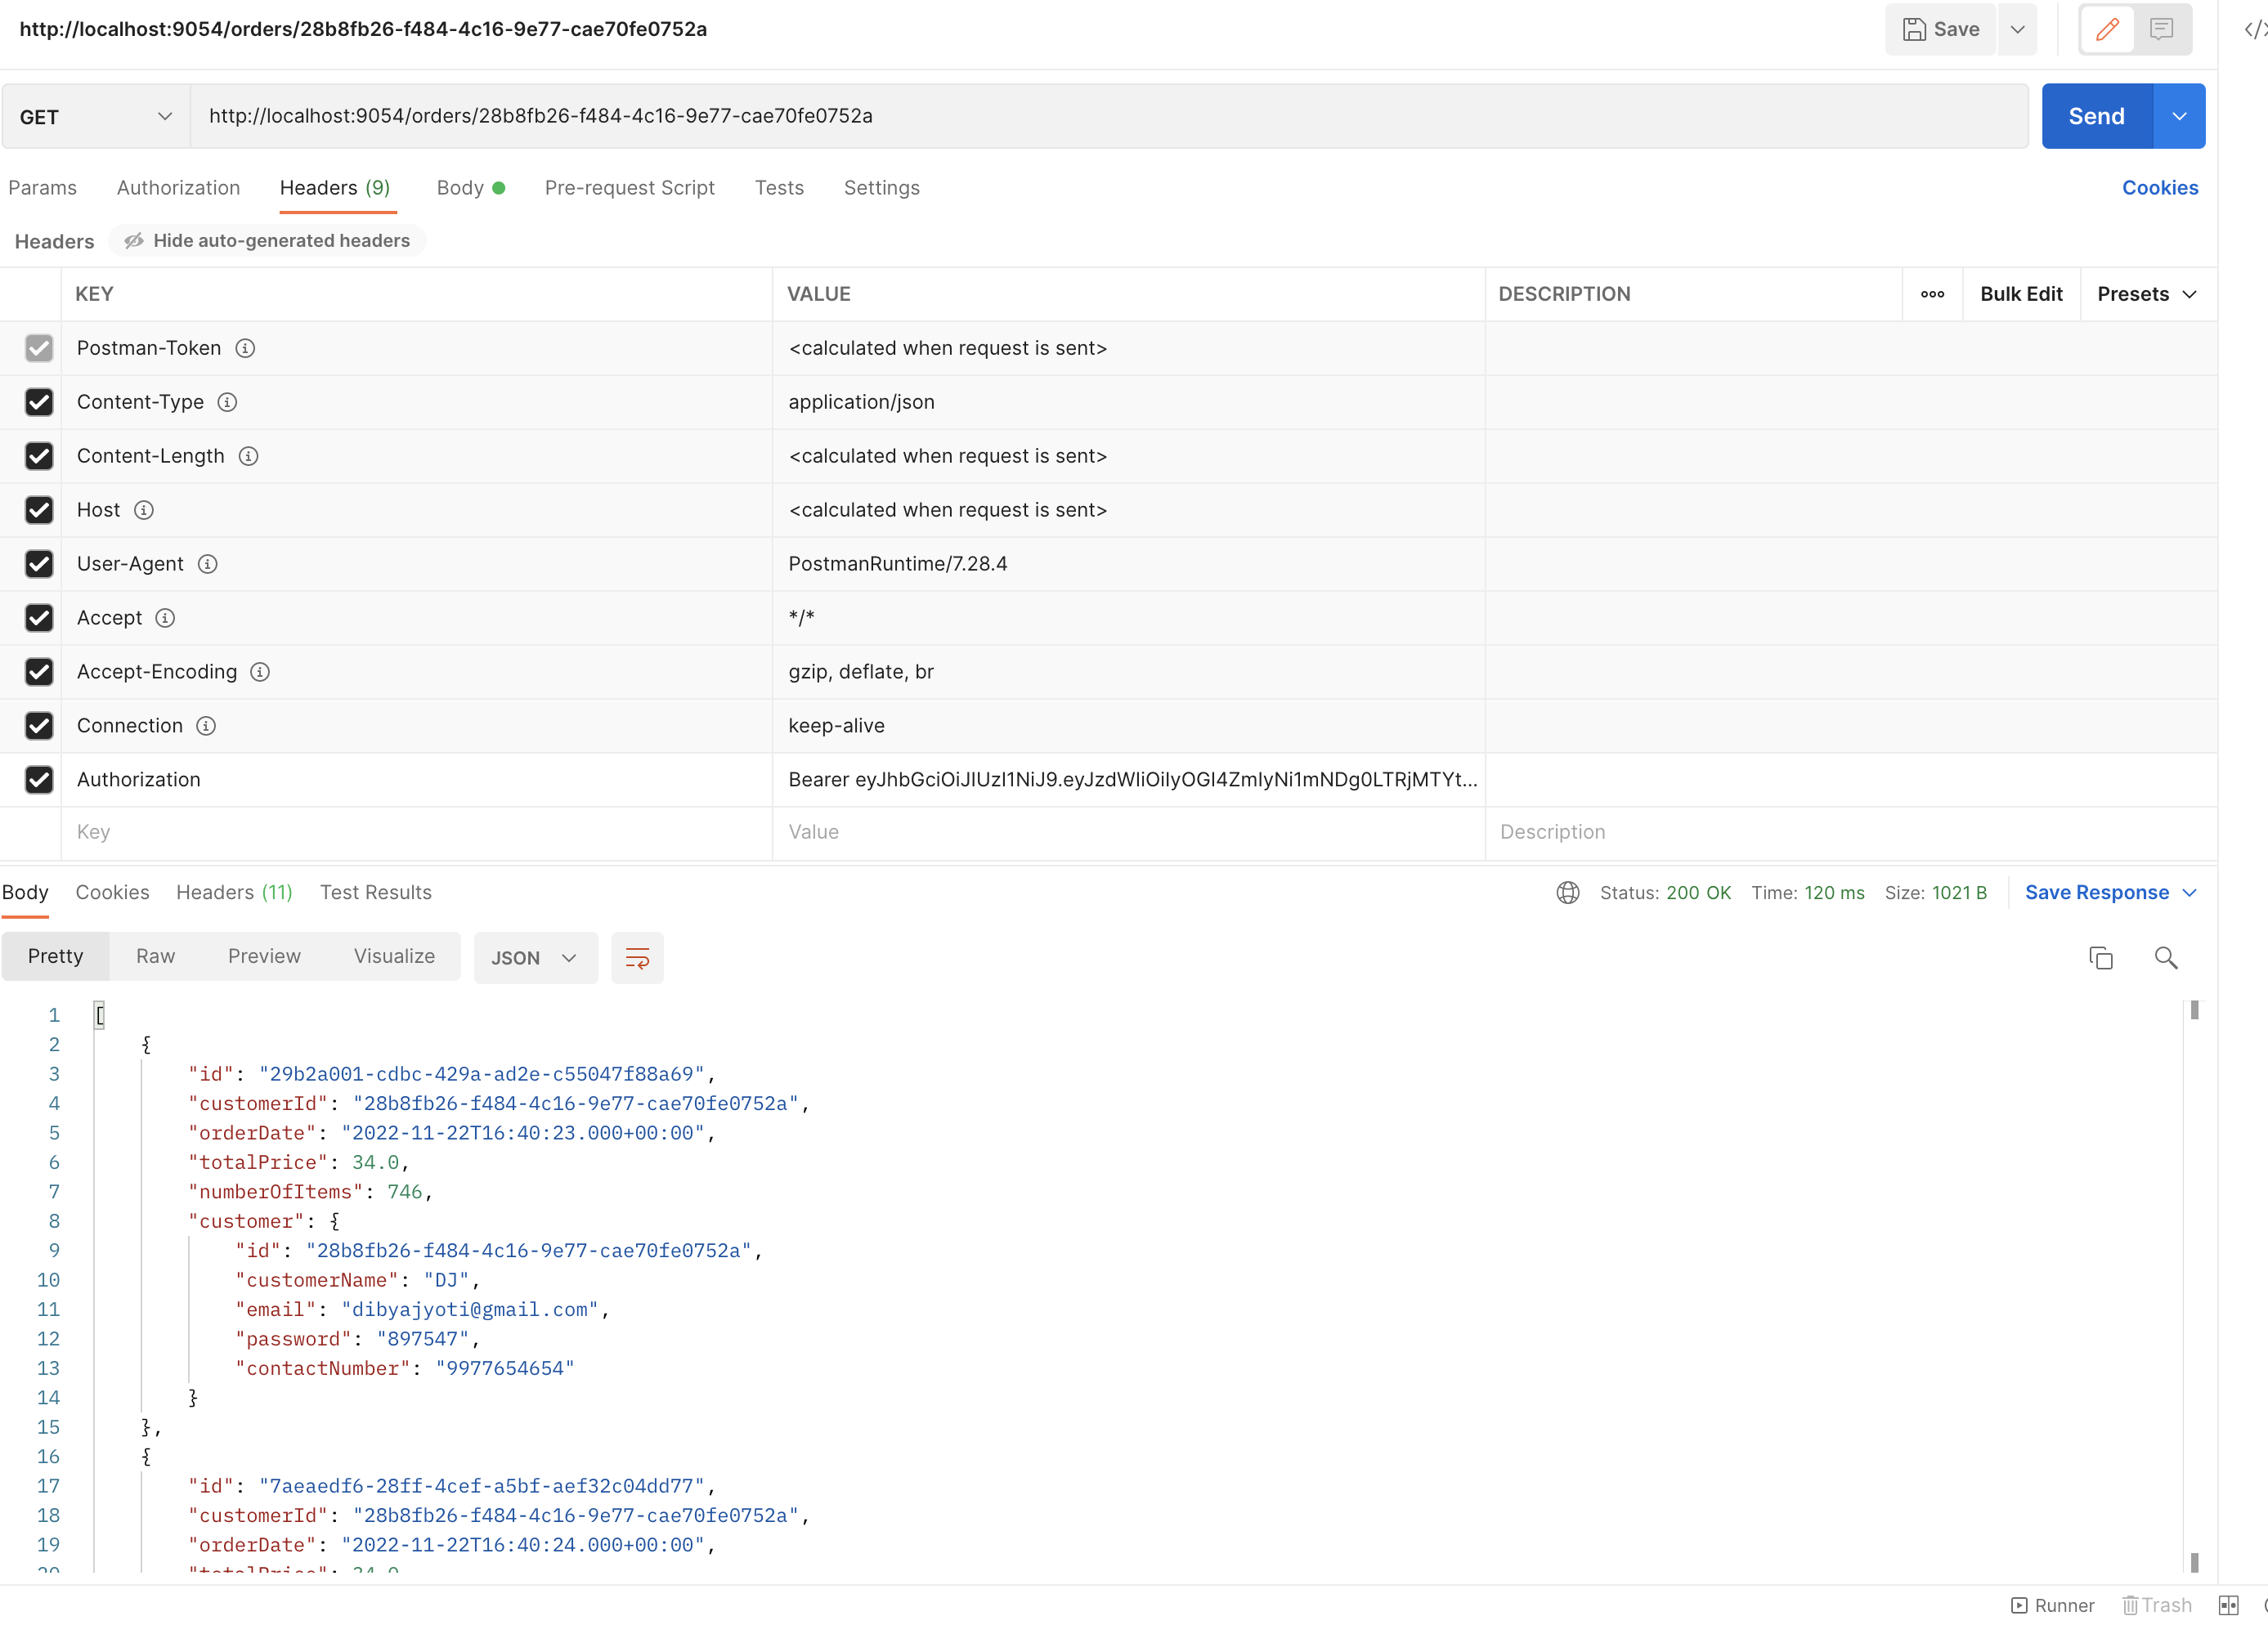 http://localhost:9054/orders/28b8fb26-f484-4c16-9e77-cae70fe0752a
Save
GET
http://localhost:9054/orders/28b8fb26-f484-4c16-9e77-cae70fe0752a
Send
Params Authorization Headers (9) Body Pre-request Script Tests Settings Cookies
Headers Hide auto-generated headers
KEY VALUE DESCRIPTION Bulk Edit Presets
Postman-Token <calculated when request is sent>
Content-Type application/json
Content-Length <calculated when request is sent>
Host <calculated when request is sent>
User-Agent PostmanRuntime/7.28.4
Accept */*
Accept-Encoding gzip, deflate, br
Connection keep-alive
Authorization Bearer eyJhbGciOiJIUzI1NiJ9.eyJzdWIiOiIyOGI4ZmIyNi1mNDg0LTRjMTYt...
Key Value Description
Body Cookies Headers (11) Test Results Status: 200 OK Time: 120 ms Size: 1021 B Save Response
Pretty Raw Preview Visualize JSON
1 [
2 {
3 "id": "29b2a001-cdbc-429a-ad2e-c55047f88a69",
4 "customerId": "28b8fb26-f484-4c16-9e77-cae70fe0752a",
5 "orderDate": "2022-11-22T16:40:23.000+00:00",
6 "totalPrice": 34.0,
7 "numberOfItems": 746,
8 "customer": {
9 "id": "28b8fb26-f484-4c16-9e77-cae70fe0752a",
10 "customerName": "DJ",
11 "email": "dibyajyoti@gmail.com",
12 "password": "897547",
13 "contactNumber": "9977654654"
14 }
15 },
16 {
17 "id": "7aeaedf6-28ff-4cef-a5bf-aef32c04dd77",
18 "customerId": "28b8fb26-f484-4c16-9e77-cae70fe0752a",
19 "orderDate": "2022-11-22T16:40:24.000+00:00",
20 "totalPrice": 34.0
Runner Trash